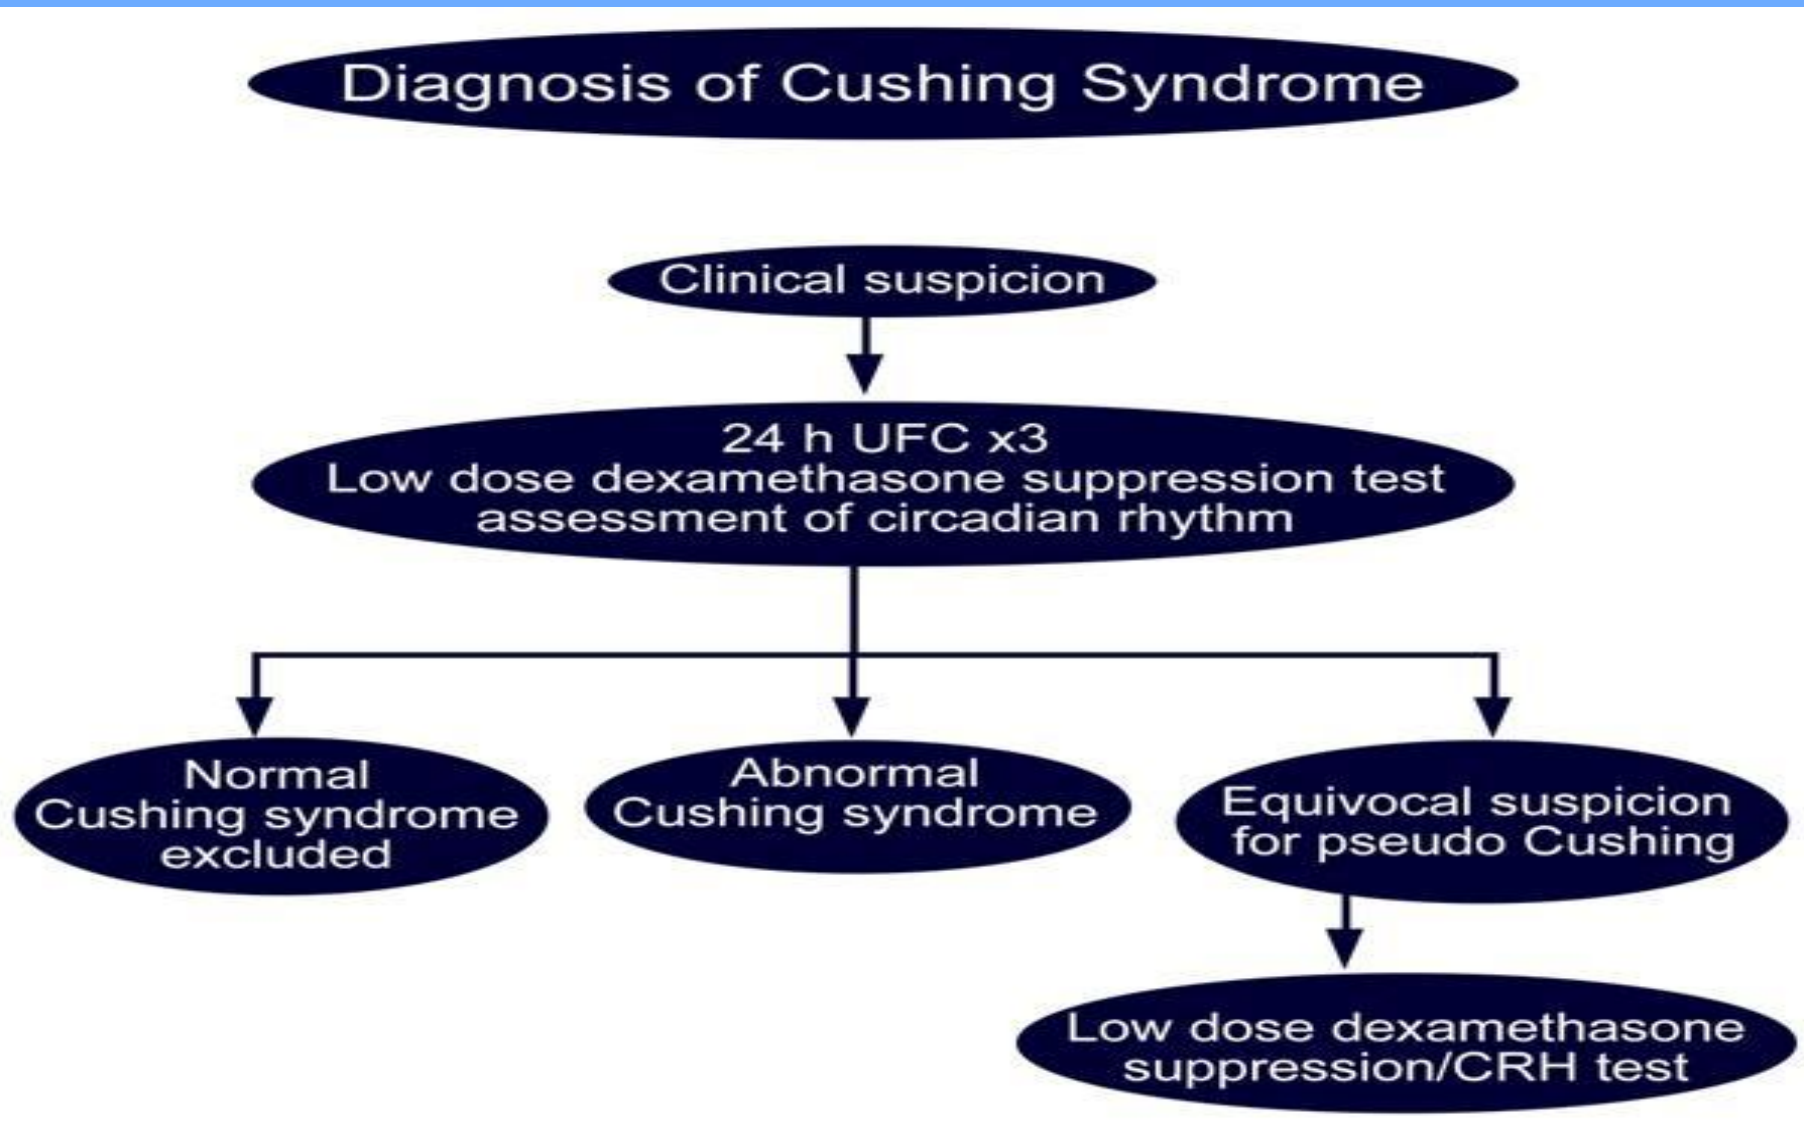 Diagnosis of Cushing Syndrome
Clinical suspicion
24 h UFC x3
Low dose dexamethasone suppression test
assessment of circadian rhythm
Normal
Cushing syndrome
excluded
Abnormal
Cushing syndrome
Equivocal suspicion
for pseudo Cushing
Low dose dexamethasone
suppression/CRH test